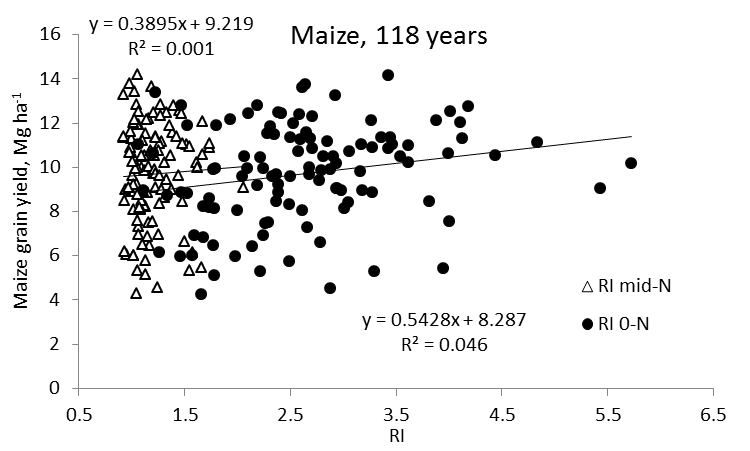 y = 0.3895x + 9.219
R² = 0.001
Maize, 118 years
Maize grain yield, Mg ha⁻¹
16
14
12
10
8
6
4
2
0
RI mid-N
RI 0-N
y = 0.5428x + 8.287
R² = 0.046
0.5
1.5
2.5
3.5
4.5
5.5
6.5
RI